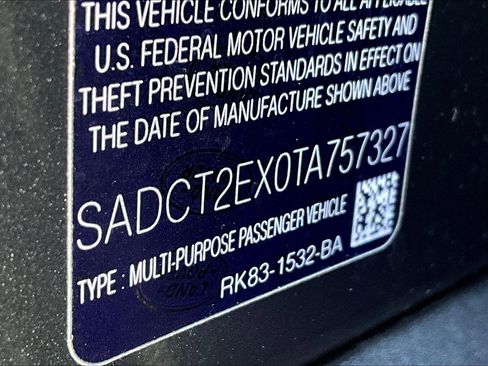 THIS VEHICLE CONFORMS TO ALL APPLICABLE
U.S. FEDERAL MOTOR VEHICLE SAFETY AND
THEFT PREVENTION STANDARDS IN EFFECT ON
THE DATE OF MANUFACTURE SHOWN ABOVE
SADCT2EX0TA757327
TYPE : MULTI-PURPOSE PASSENGER VEHICLE
RK83-1532-BA